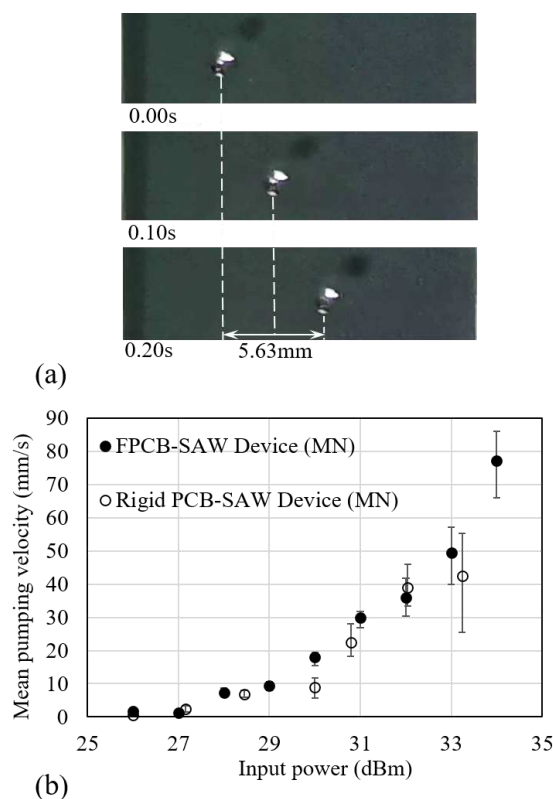 0.00s
0.10s
0.20s
5.63mm
(a)
90
80
70
60
50
40
30
20
10
0
Mean pumping velocity (mm/s)
FPCB-SAW Device (MN)
Rigid PCB-SAW Device (MN)
25 27 29 31 33 35
Input power (dBm)
(b)